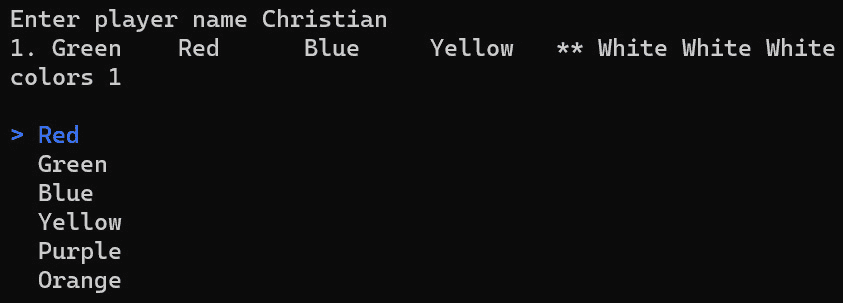 Enter player name Christian
1. Green    Red      Blue     Yellow   ** White White White
colors 1
> Red
  Green
  Blue
  Yellow
  Purple
  Orange